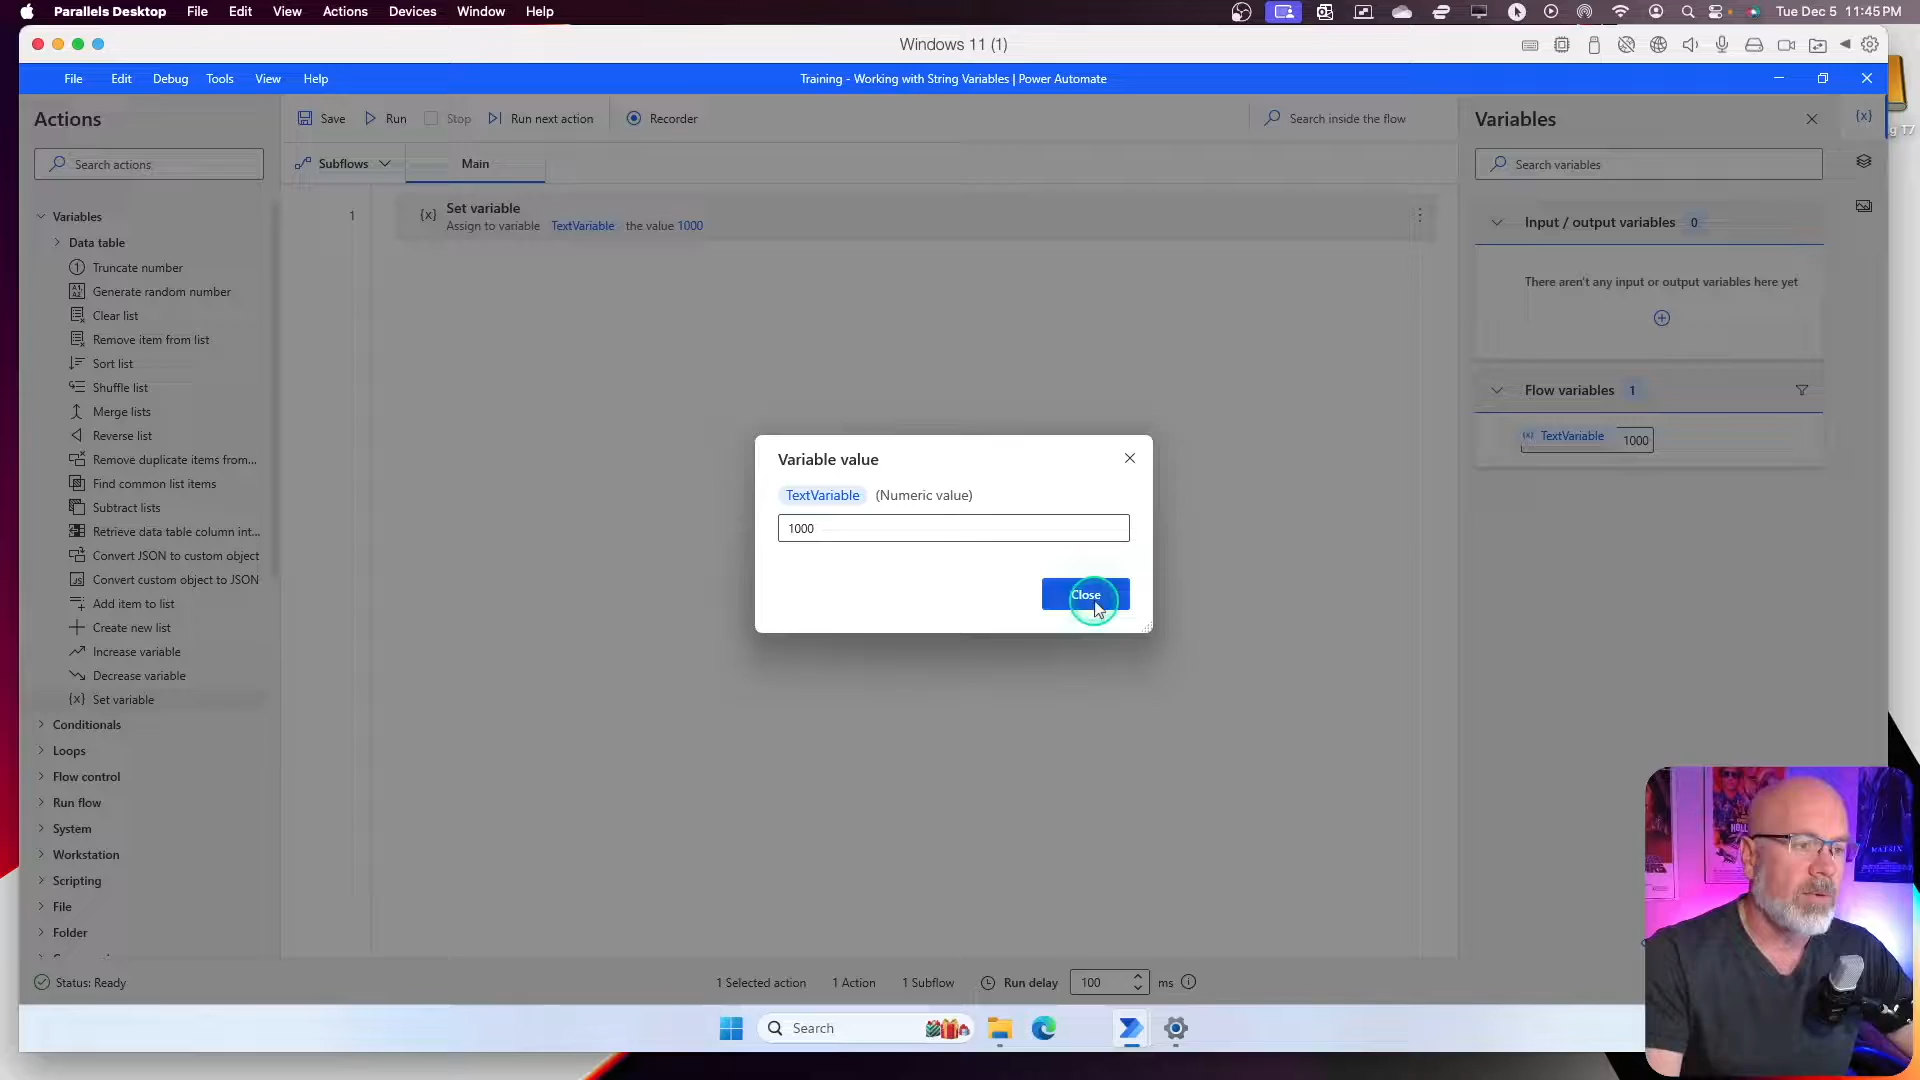 Parallels Desktop File Edit View Actions Devices Window Help
Tue Dec 5 11:45 PM
Windows 11 (1)
File Edit Debug Tools View Help
Training - Working with String Variables | Power Automate
g T7
Actions
Search actions
Variables
Data table
Truncate number
Generate random number
Clear list
Remove item from list
Sort list
Shuffle list
Merge lists
Reverse list
Remove duplicate items from...
Find common list items
Subtract lists
Retrieve data table column int...
Convert JSON to custom object
Convert custom object to JSON
Add item to list
Create new list
Increase variable
Decrease variable
Set variable
Conditionals
Loops
Flow control
Run flow
System
Workstation
Scripting
File
Folder
Save Run Stop Run next action Recorder
Search inside the flow
Subflows Main
1
Set variable
Assign to variable TextVariable the value 1000
Variable value
TextVariable (Numeric value)
1000
Close
Variables
Search variables
Input / output variables 0
There aren't any input or output variables here yet
Flow variables 1
TextVariable 1000
Status: Ready
1 Selected action 1 Action 1 Subflow Run delay 100 ms
Search
MATRIX